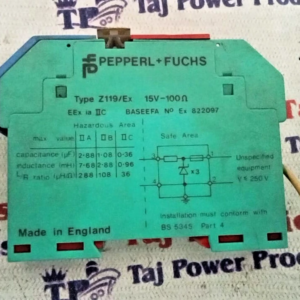 Taj Power
PEPPERL+FUCHS
Type Z119/Ex 15V-100Ω
EEx ia IIC BASEEFA Nº Ex 822097
Hazardous Area
Safe Area
max value IIA IIB IIC
capacitance (µF) 2·88 1·08 0·36
inductance (mH) 7·68 2·88 0·96
L/R ratio (µH/Ω) 288 108 36
×3
Unspecified
equipment
V≤250V
Installation must conform with
BS 5345 Part 4
Made in England
Taj Power